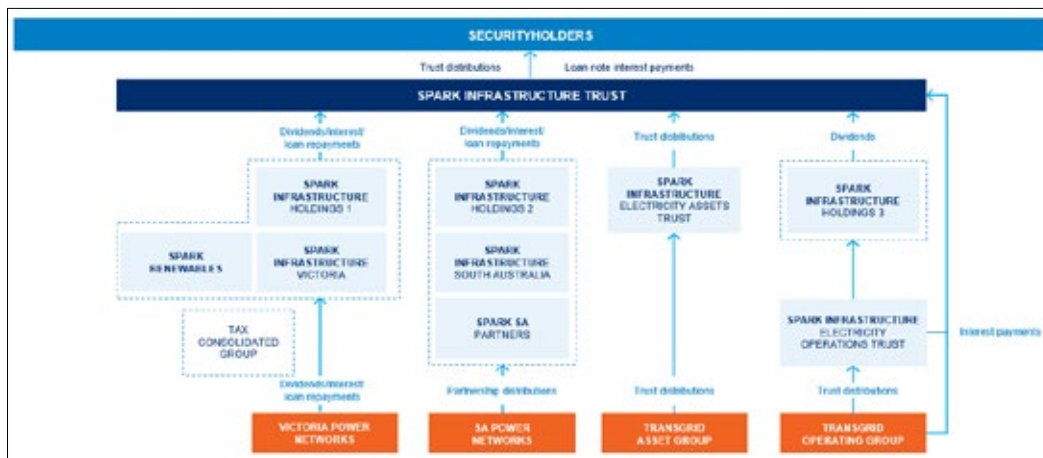 SECURITYHOLDERS
Trust distributions
Loan note interest payments
SPARK INFRASTRUCTURE TRUST
Dividends/interest/
loan repayments
Dividends/interest/
loan repayments
Trust distributions
Dividends
SPARK
INFRASTRUCTURE
HOLDINGS 1
SPARK
INFRASTRUCTURE
HOLDINGS 2
SPARK
INFRASTRUCTURE
ELECTRICITY ASSETS
TRUST
SPARK
INFRASTRUCTURE
HOLDINGS 3
SPARK
RENEWABLES
SPARK
INFRASTRUCTURE
VICTORIA
SPARK
INFRASTRUCTURE
SOUTH AUSTRALIA
TAX
CONSOLIDATED
GROUP
SPARK SA
PARTNERS
SPARK INFRASTRUCTURE
ELECTRICITY
OPERATIONS TRUST
Interest payments
Dividends/interest/
loan repayments
Partnership distributions
Trust distributions
Trust distributions
VICTORIA POWER
NETWORKS
SA POWER
NETWORKS
TRANSGRID
ASSET GROUP
TRANSGRID
OPERATING GROUP